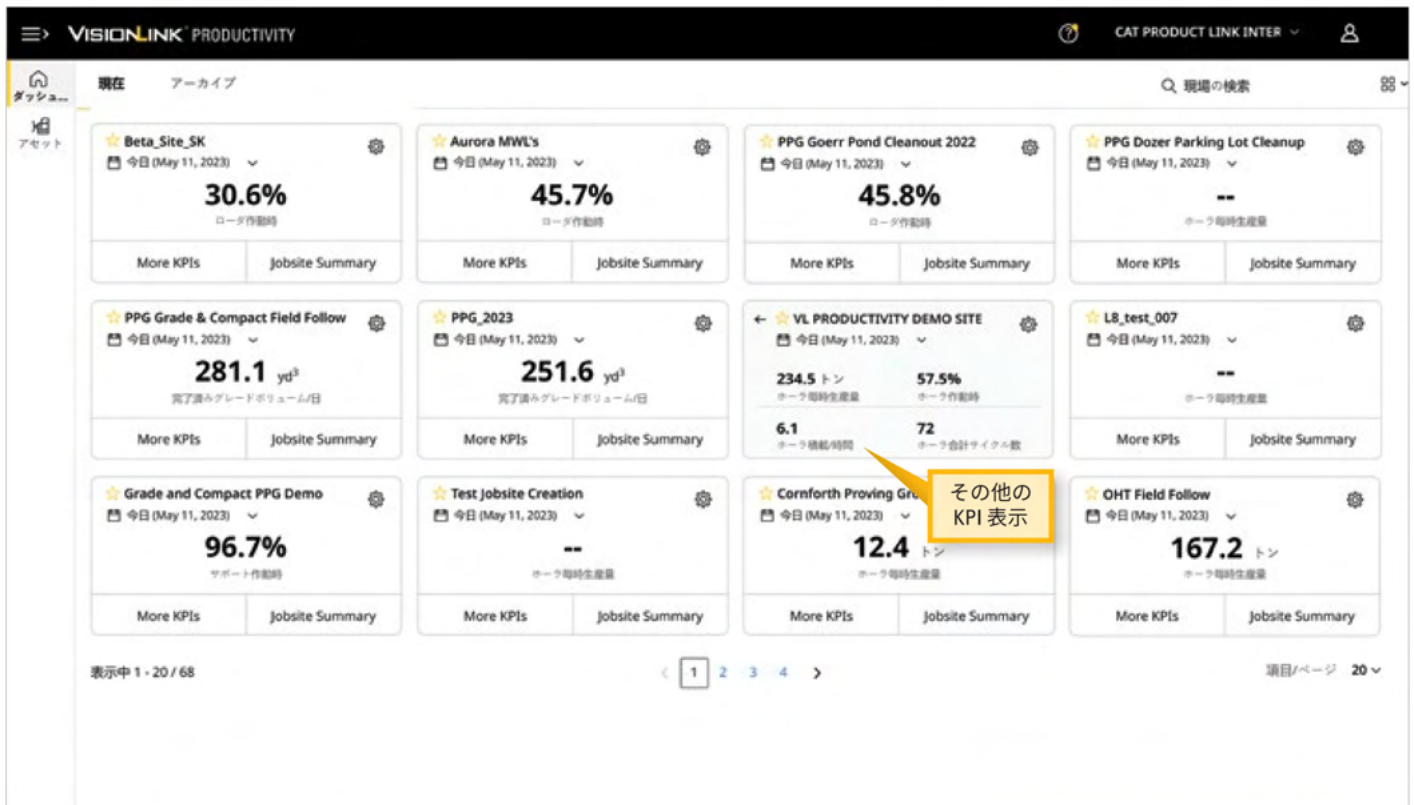 VISIONLINK PRODUCTIVITY
CAT PRODUCT LINK INTER
ダッシュ...
アセット
現在 アーカイブ
現場の検索
Beta_Site_SK
今日 (May 11, 2023)
30.6%
ローダ作動時
More KPIs Jobsite Summary
Aurora MWL's
今日 (May 11, 2023)
45.7%
ローダ作動時
More KPIs Jobsite Summary
PPG Goerr Pond Cleanout 2022
今日 (May 11, 2023)
45.8%
ローダ作動時
More KPIs Jobsite Summary
PPG Dozer Parking Lot Cleanup
今日 (May 11, 2023)
--
ホーラ毎時生産量
More KPIs Jobsite Summary
PPG Grade & Compact Field Follow
今日 (May 11, 2023)
281.1 yd³
完了済みグレードボリューム/日
More KPIs Jobsite Summary
PPG_2023
今日 (May 11, 2023)
251.6 yd³
完了済みグレードボリューム/日
More KPIs Jobsite Summary
VL PRODUCTIVITY DEMO SITE
今日 (May 11, 2023)
234.5 トン 57.5%
ホーラ毎時生産量 ホーラ作動時
6.1 72
ホーラ積載/時間 ホーラ合計サイクル数
L8_test_007
今日 (May 11, 2023)
--
ホーラ毎時生産量
More KPIs Jobsite Summary
Grade and Compact PPG Demo
今日 (May 11, 2023)
96.7%
サポート作動時
More KPIs Jobsite Summary
Test Jobsite Creation
今日 (May 11, 2023)
--
ホーラ毎時生産量
More KPIs Jobsite Summary
Cornforth Proving
今日 (May 11, 2023)
12.4 トン
ホーラ毎時生産量
More KPIs Jobsite Summary
その他の
KPI 表示
OHT Field Follow
今日 (May 11, 2023)
167.2 トン
ホーラ毎時生産量
More KPIs Jobsite Summary
表示中 1 - 20 / 68
1 2 3 4
項目/ページ 20